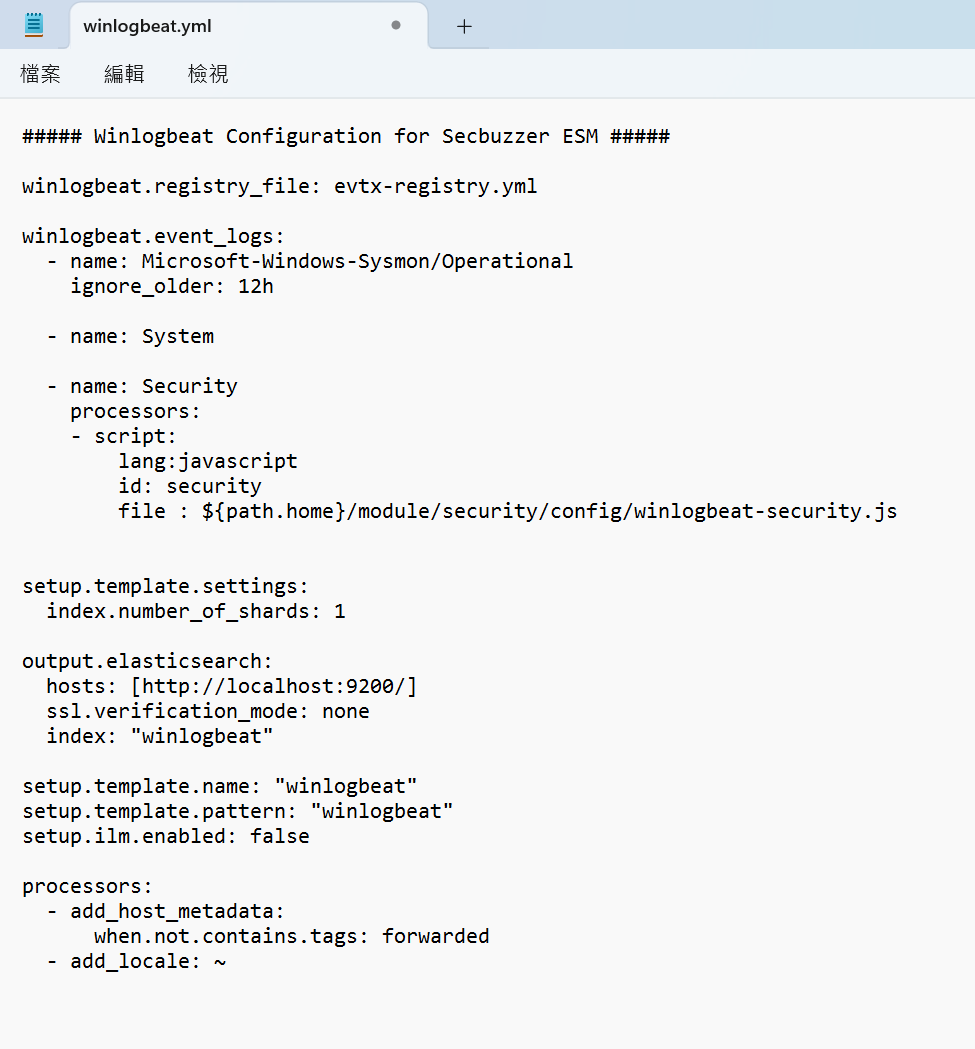 winlogbeat.yml
檔案 編輯 檢視
##### Winlogbeat Configuration for Secbuzzer ESM #####
winlogbeat.registry_file: evtx-registry.yml
winlogbeat.event_logs:
  - name: Microsoft-Windows-Sysmon/Operational
    ignore_older: 12h
  - name: System
  - name: Security
    processors:
    - script:
        lang:javascript
        id: security
        file : ${path.home}/module/security/config/winlogbeat-security.js
setup.template.settings:
  index.number_of_shards: 1
output.elasticsearch:
  hosts: [http://localhost:9200/]
  ssl.verification_mode: none
  index: "winlogbeat"
setup.template.name: "winlogbeat"
setup.template.pattern: "winlogbeat"
setup.ilm.enabled: false
processors:
  - add_host_metadata:
      when.not.contains.tags: forwarded
  - add_locale: ~